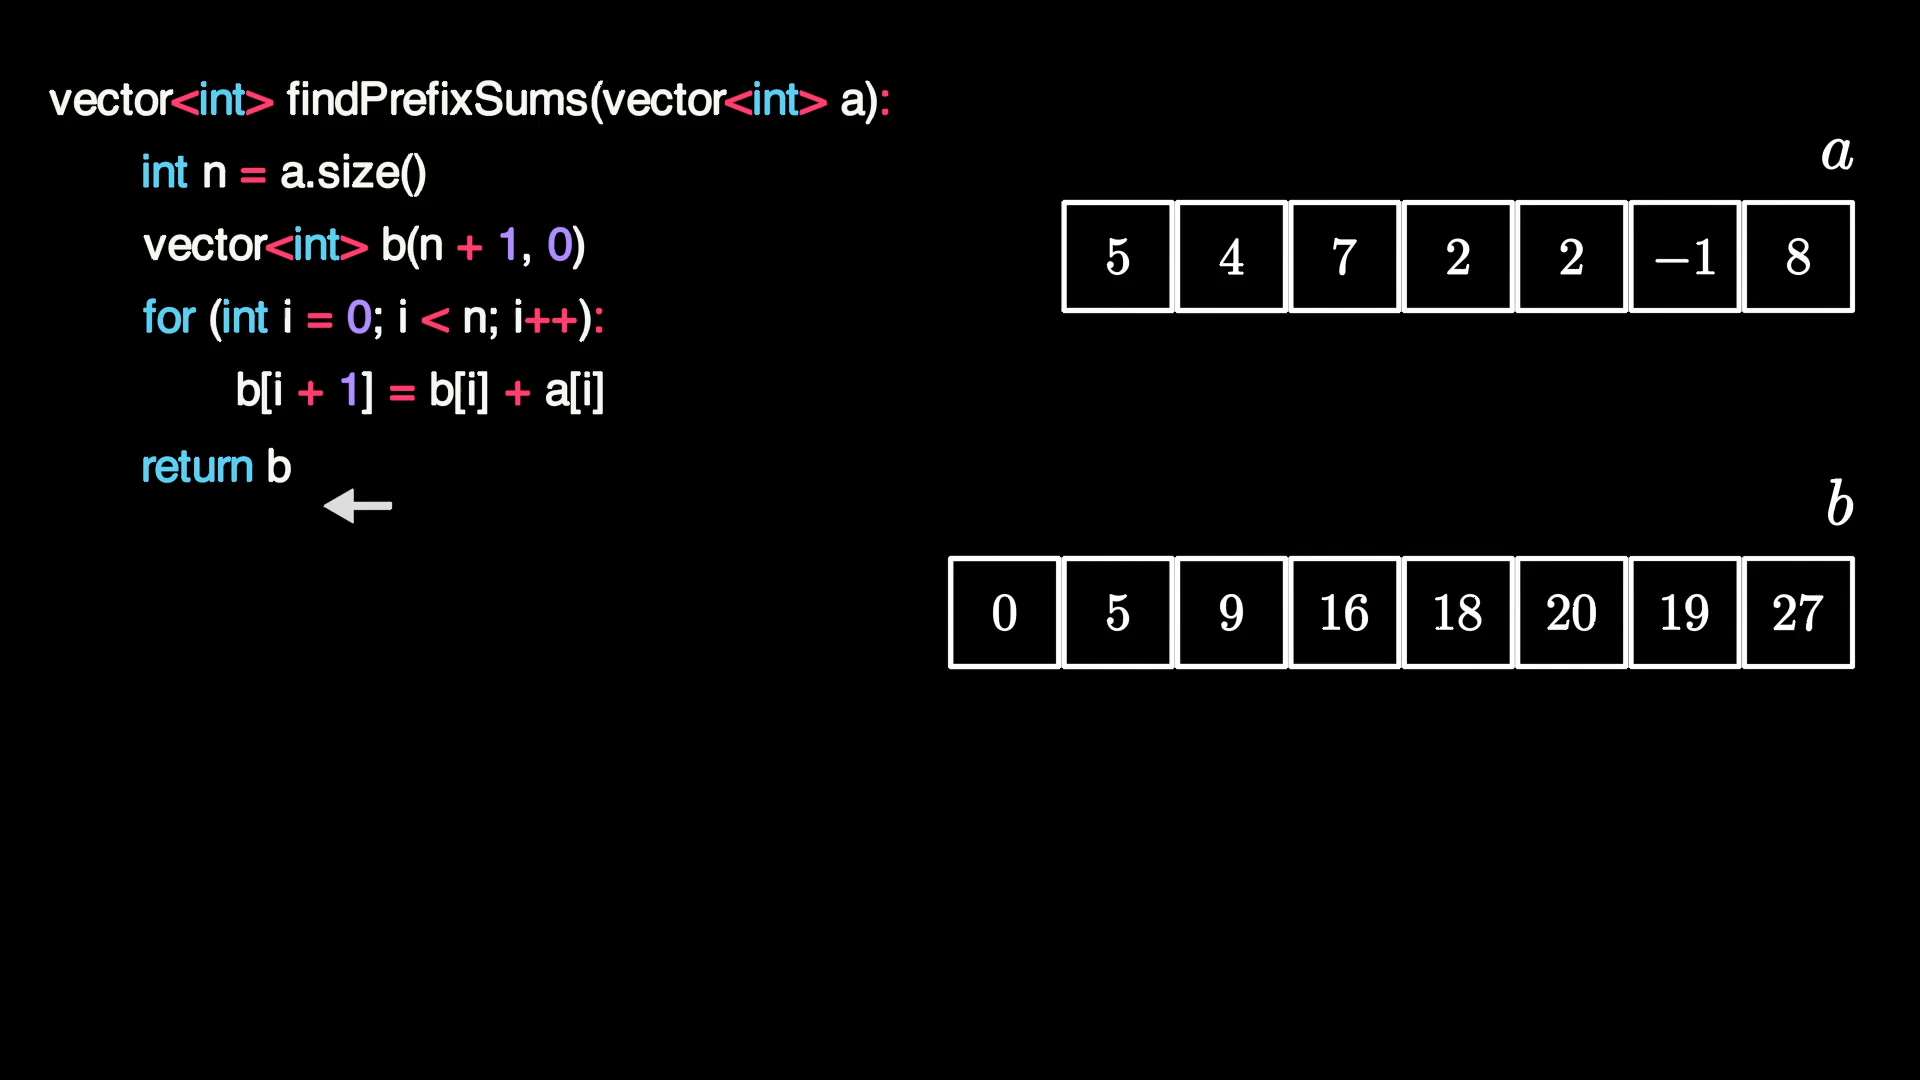 vector<int> findPrefixSums(vector<int> a):
int n = a.size()
vector<int> b(n + 1, 0)
for (int i = 0; i < n; i++):
b[i + 1] = b[i] + a[i]
return b
a
5 4 7 2 2 −1 8
b
0 5 9 16 18 20 19 27